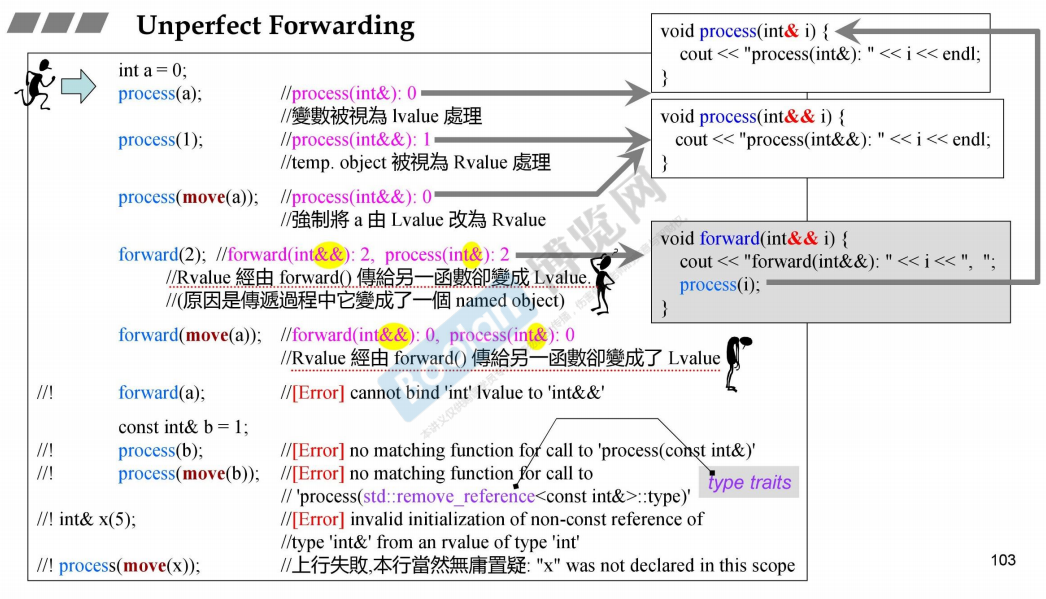 Unperfect Forwarding
int a = 0;
process(a); //process(int&): 0
//變數被視為 lvalue 處理
process(1); //process(int&&): 1
//temp. object 被視為 Rvalue 處理
process(move(a)); //process(int&&): 0
//強制將 a 由 Lvalue 改為 Rvalue
forward(2); //forward(int&&): 2, process(int&): 2
//Rvalue 經由 forward() 傳給另一函數卻變成 Lvalue
//(原因是傳遞過程中它變成了一個 named object)
forward(move(a)); //forward(int&&): 0, process(int&): 0
//Rvalue 經由 forward() 傳給另一函數卻變成了 Lvalue
//! forward(a); //[Error] cannot bind 'int' lvalue to 'int&&'
const int& b = 1;
//! process(b); //[Error] no matching function for call to 'process(const int&)'
//! process(move(b)); //[Error] no matching function for call to
// 'process(std::remove_reference<const int&>::type)'
//! int& x(5); //[Error] invalid initialization of non-const reference of
//type 'int&' from an rvalue of type 'int'
//! process(move(x)); //上行失敗,本行當然無庸置疑: "x" was not declared in this scope
void process(int& i) {
cout << "process(int&): " << i << endl;
}
void process(int&& i) {
cout << "process(int&&): " << i << endl;
}
void forward(int&& i) {
cout << "forward(int&&): " << i << ", ";
process(i);
}
type traits
103
Boolan
博览网